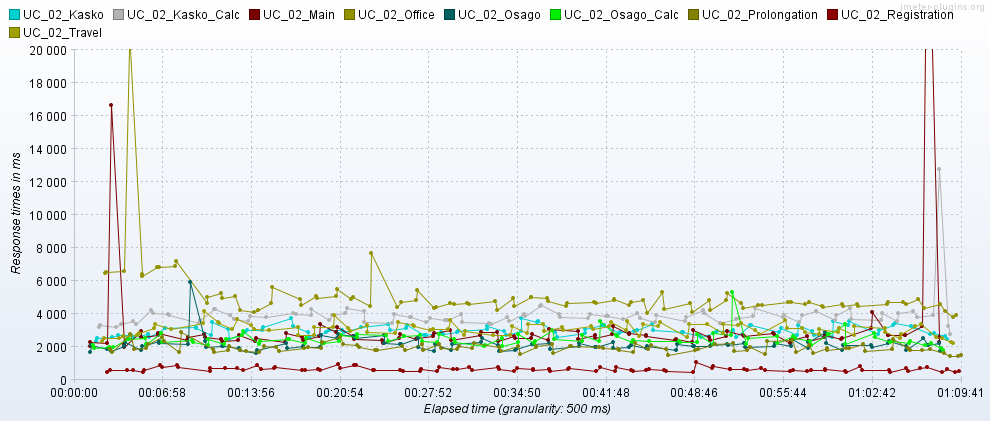 jmeter-plugins.org
UC_02_Kasko UC_02_Kasko_Calc UC_02_Main UC_02_Office UC_02_Osago UC_02_Osago_Calc UC_02_Prolongation UC_02_Registration
UC_02_Travel
20 000
18 000
16 000
14 000
12 000
10 000
8 000
6 000
4 000
2 000
0
Response times in ms
00:00:00 00:06:58 00:13:56 00:20:54 00:27:52 00:34:50 00:41:48 00:48:46 00:55:44 01:02:42 01:09:41
Elapsed time (granularity: 500 ms)